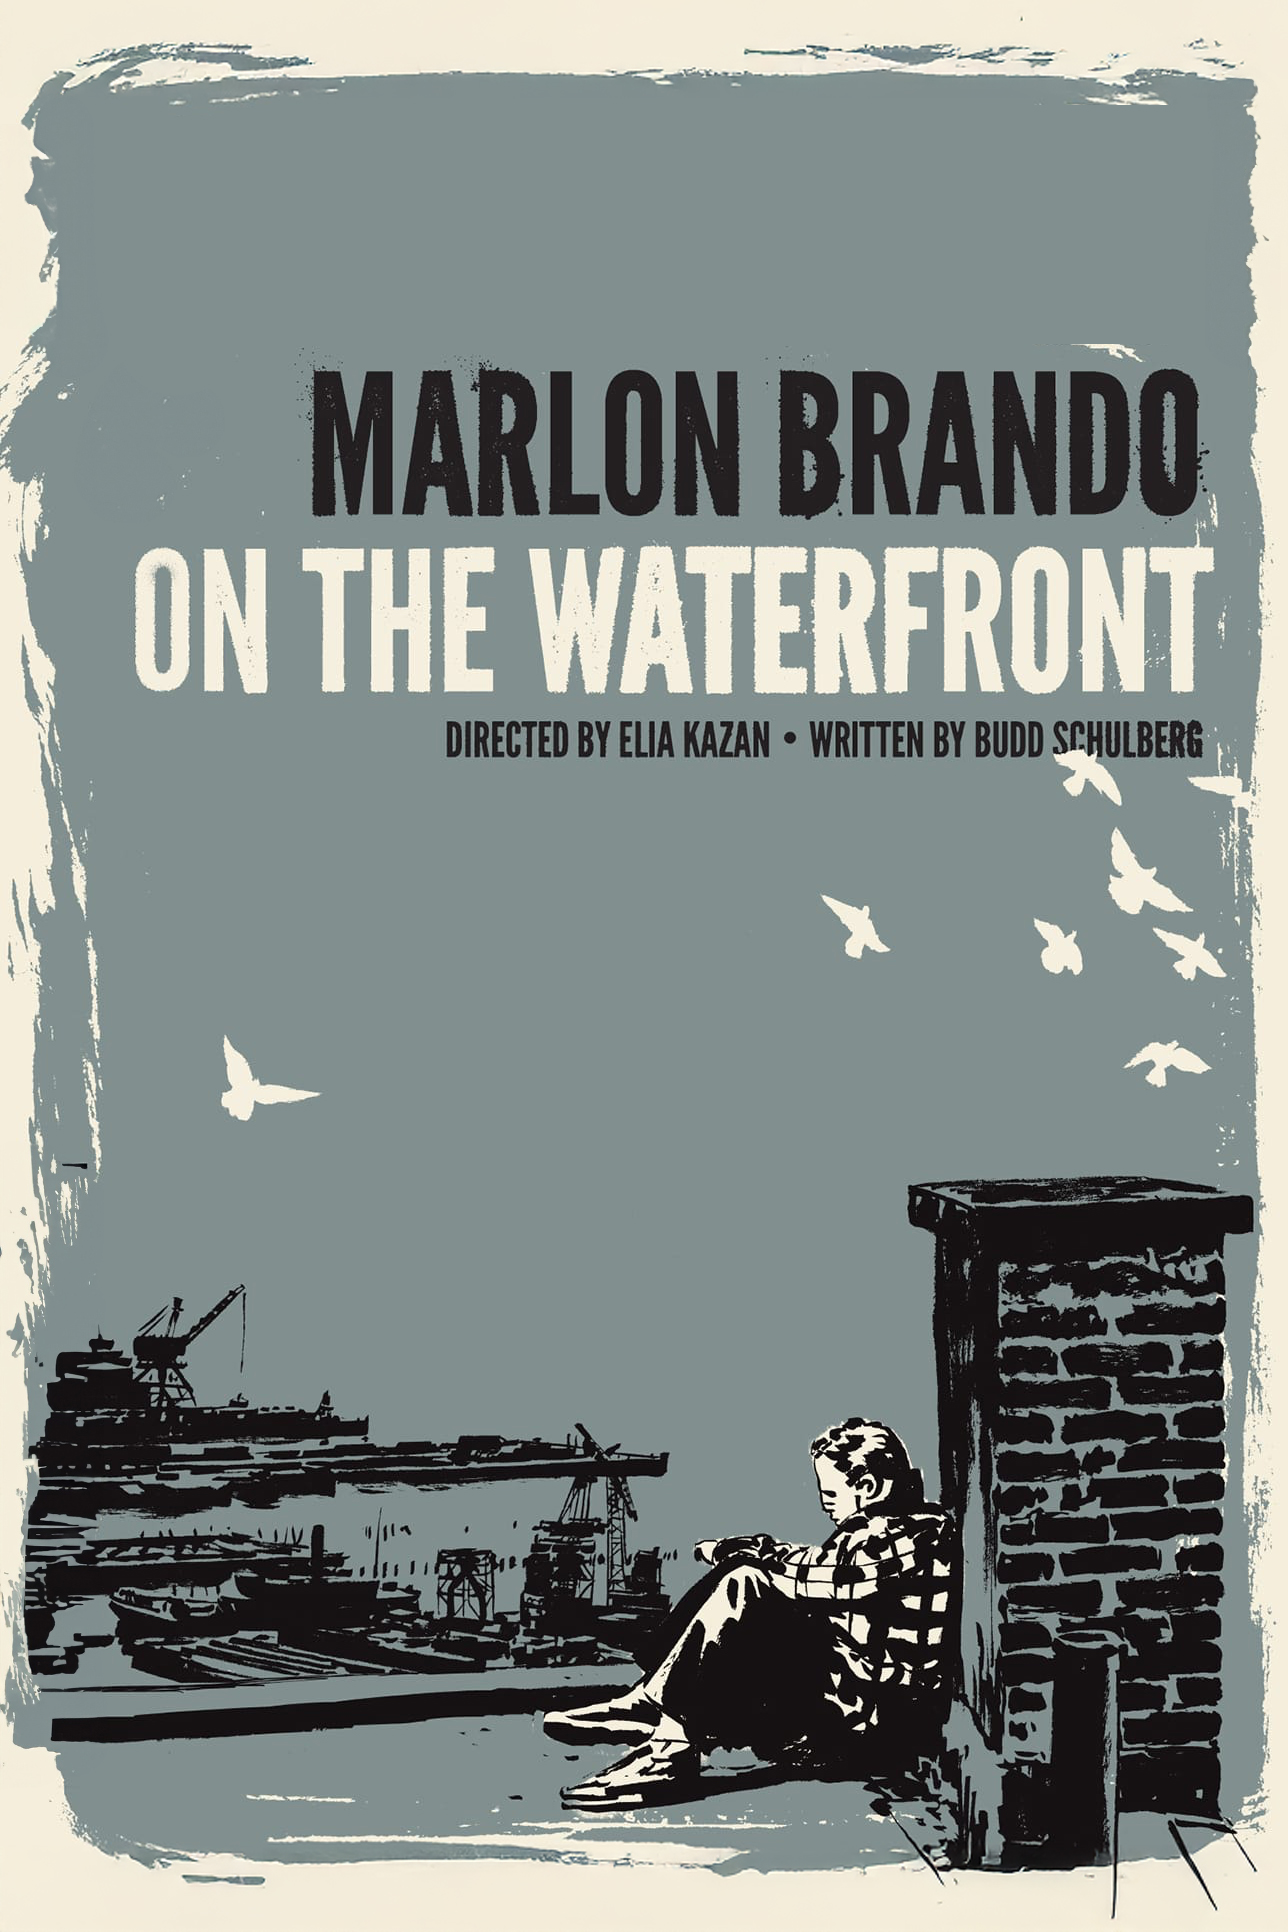 MARLON BRANDO
ON THE WATERFRONT
DIRECTED BY ELIA KAZAN • WRITTEN BY BUDD SCHULBERG